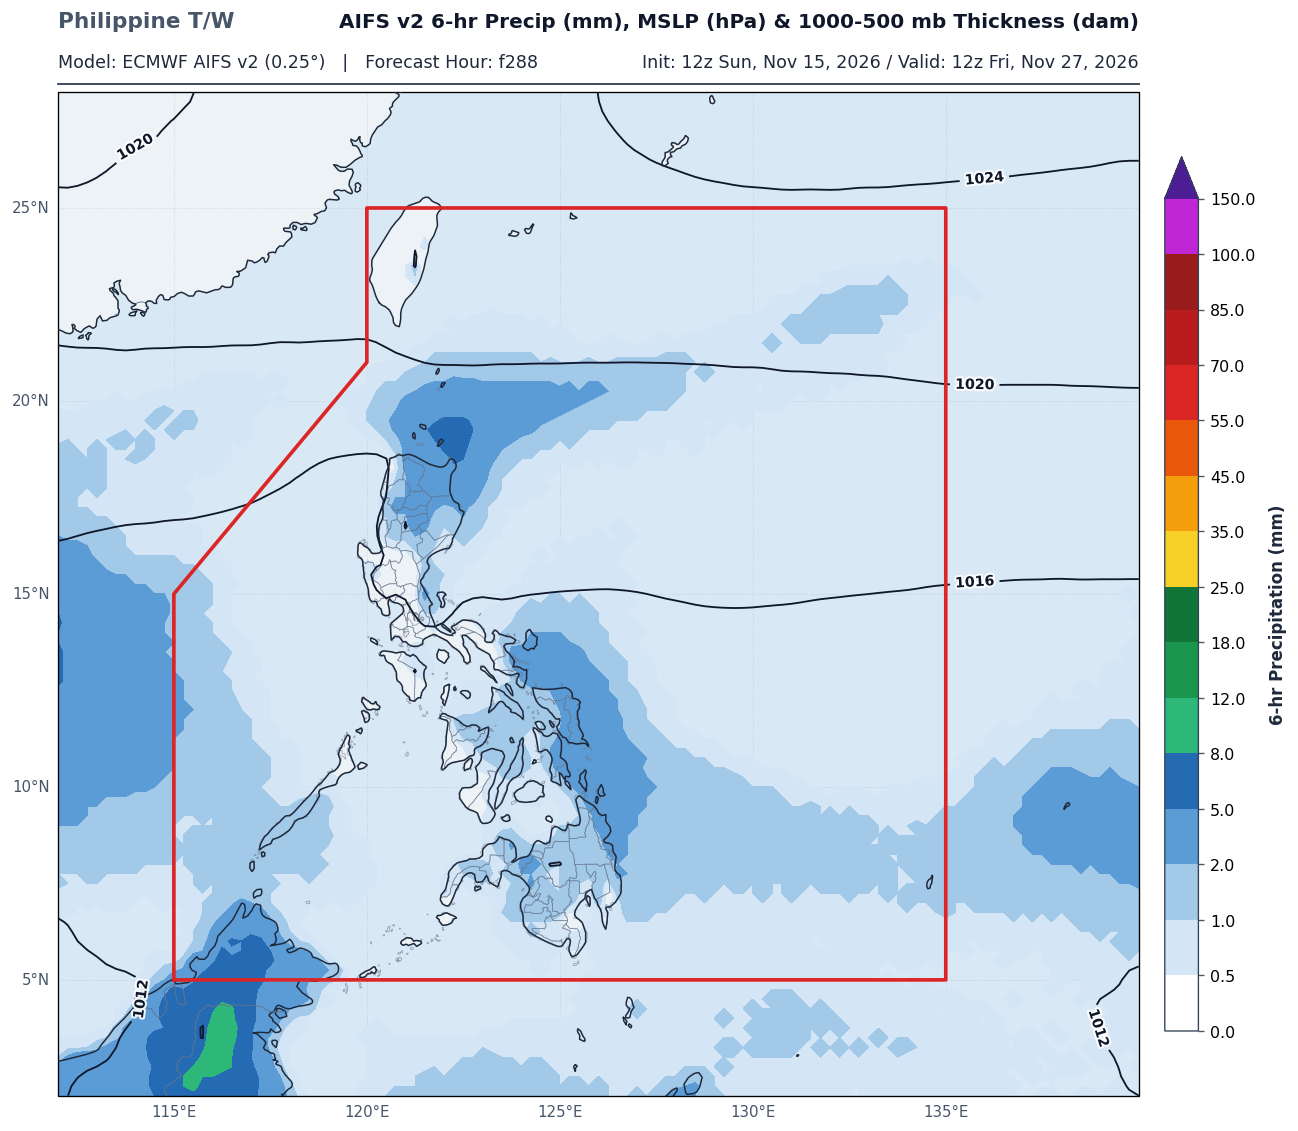 Philippine T/W
AIFS v2 6-hr Precip (mm), MSLP (hPa) & 1000-500 mb Thickness (dam)
Model: ECMWF AIFS v2 (0.25°) | Forecast Hour: f288
Init: 12z Sun, Nov 15, 2026 / Valid: 12z Fri, Nov 27, 2026
1020
1024
1020
1016
1012
1012
25°N
20°N
15°N
10°N
5°N
115°E
120°E
125°E
130°E
135°E
150.0
100.0
85.0
70.0
55.0
45.0
35.0
25.0
18.0
12.0
8.0
5.0
2.0
1.0
0.5
0.0
6-hr Precipitation (mm)